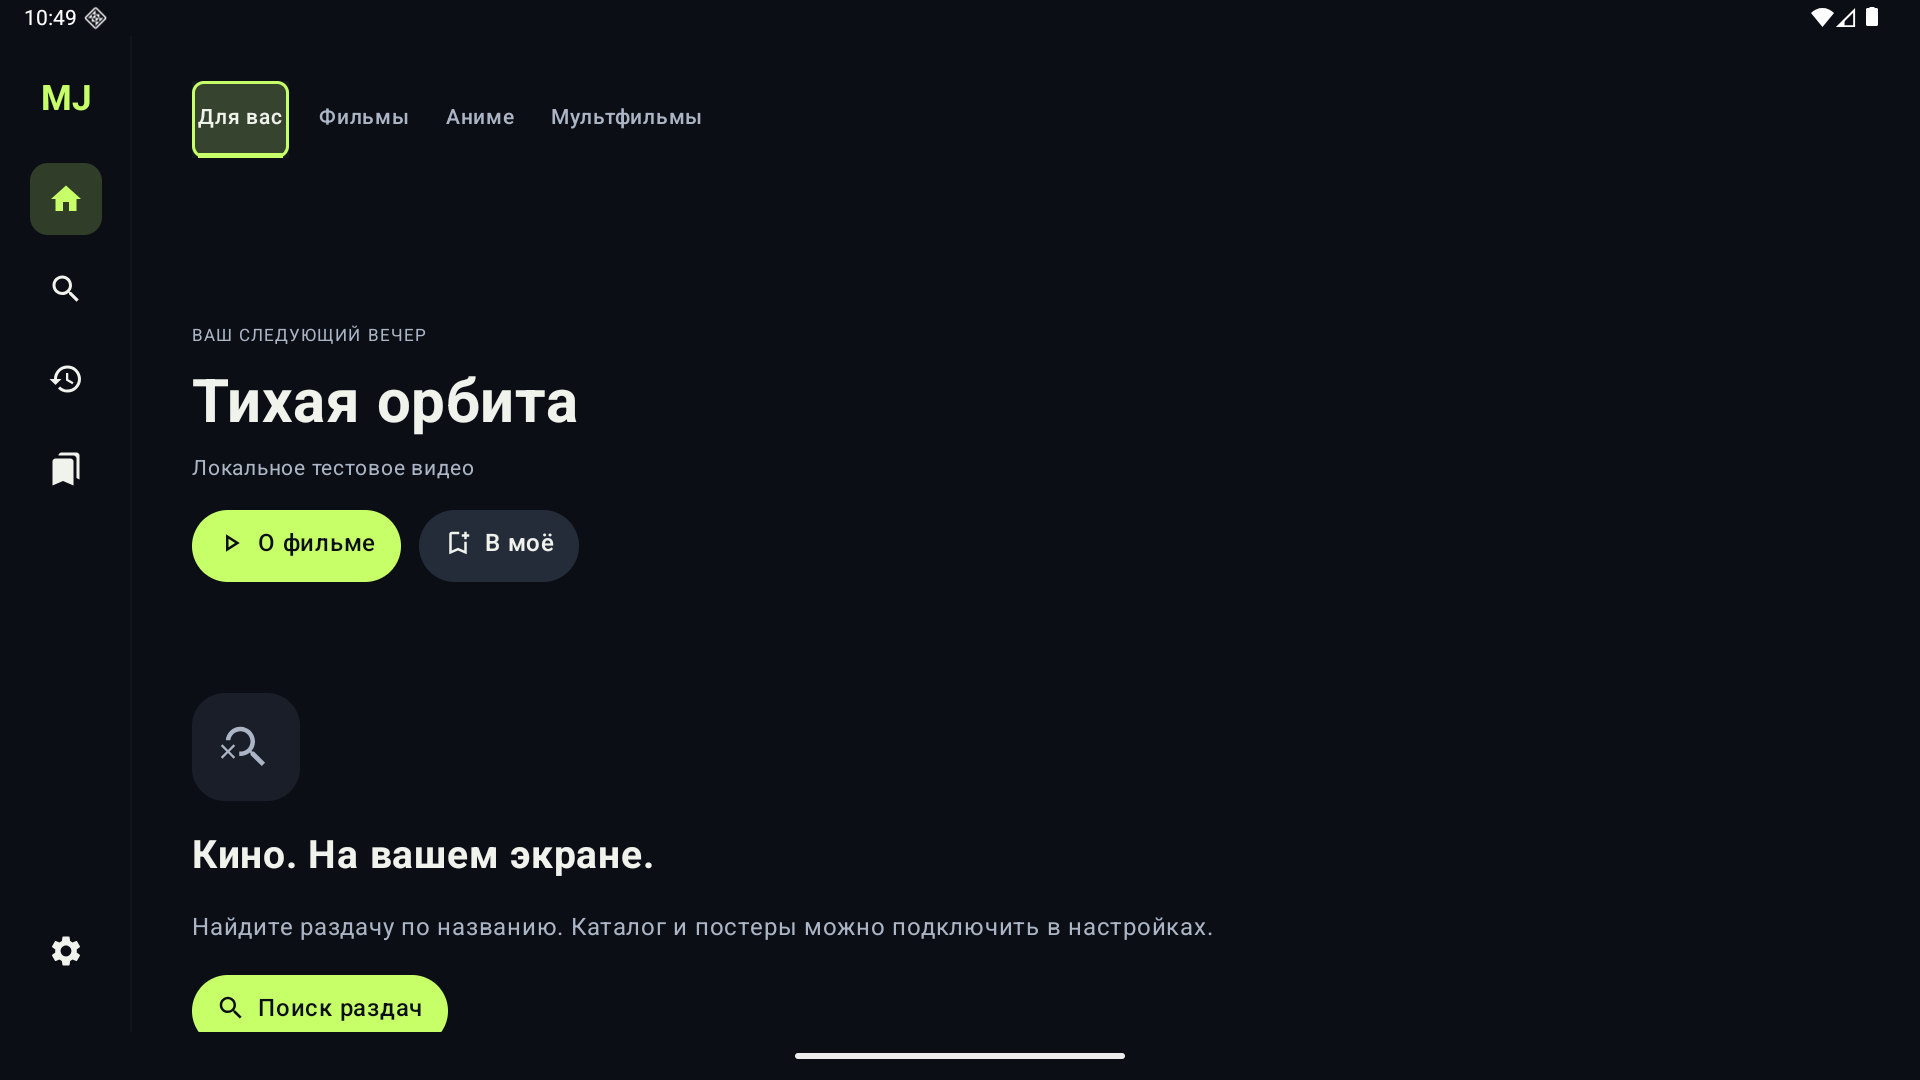 10:49
MJ
Для вас
Фильмы
Аниме
Мультфильмы
ВАШ СЛЕДУЮЩИЙ ВЕЧЕР
Тихая орбита
Локальное тестовое видео
О фильме
В моё
Кино. На вашем экране.
Найдите раздачу по названию. Каталог и постеры можно подключить в настройках.
Поиск раздач